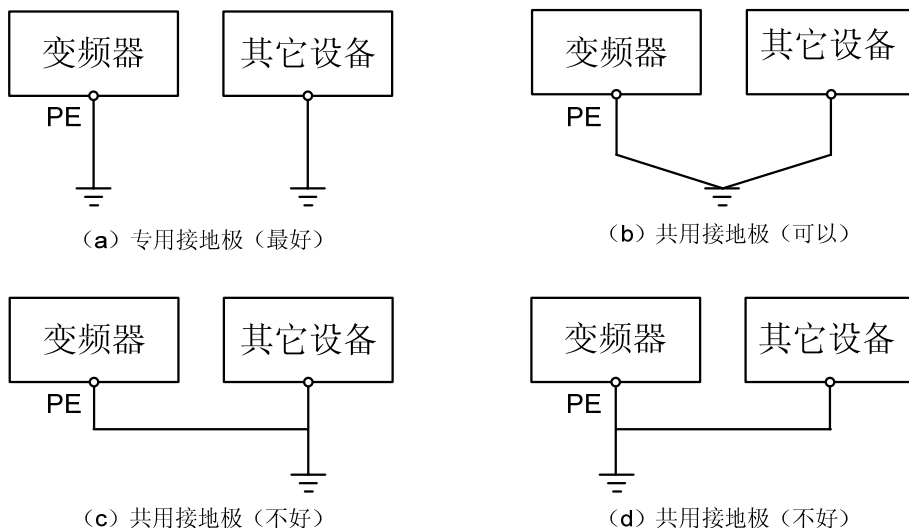 变频器 其它设备
PE
（a）专用接地极（最好）
变频器 其它设备
PE
（b）共用接地极（可以）
变频器 其它设备
PE
（c）共用接地极（不好）
变频器 其它设备
PE
（d）共用接地极（不好）